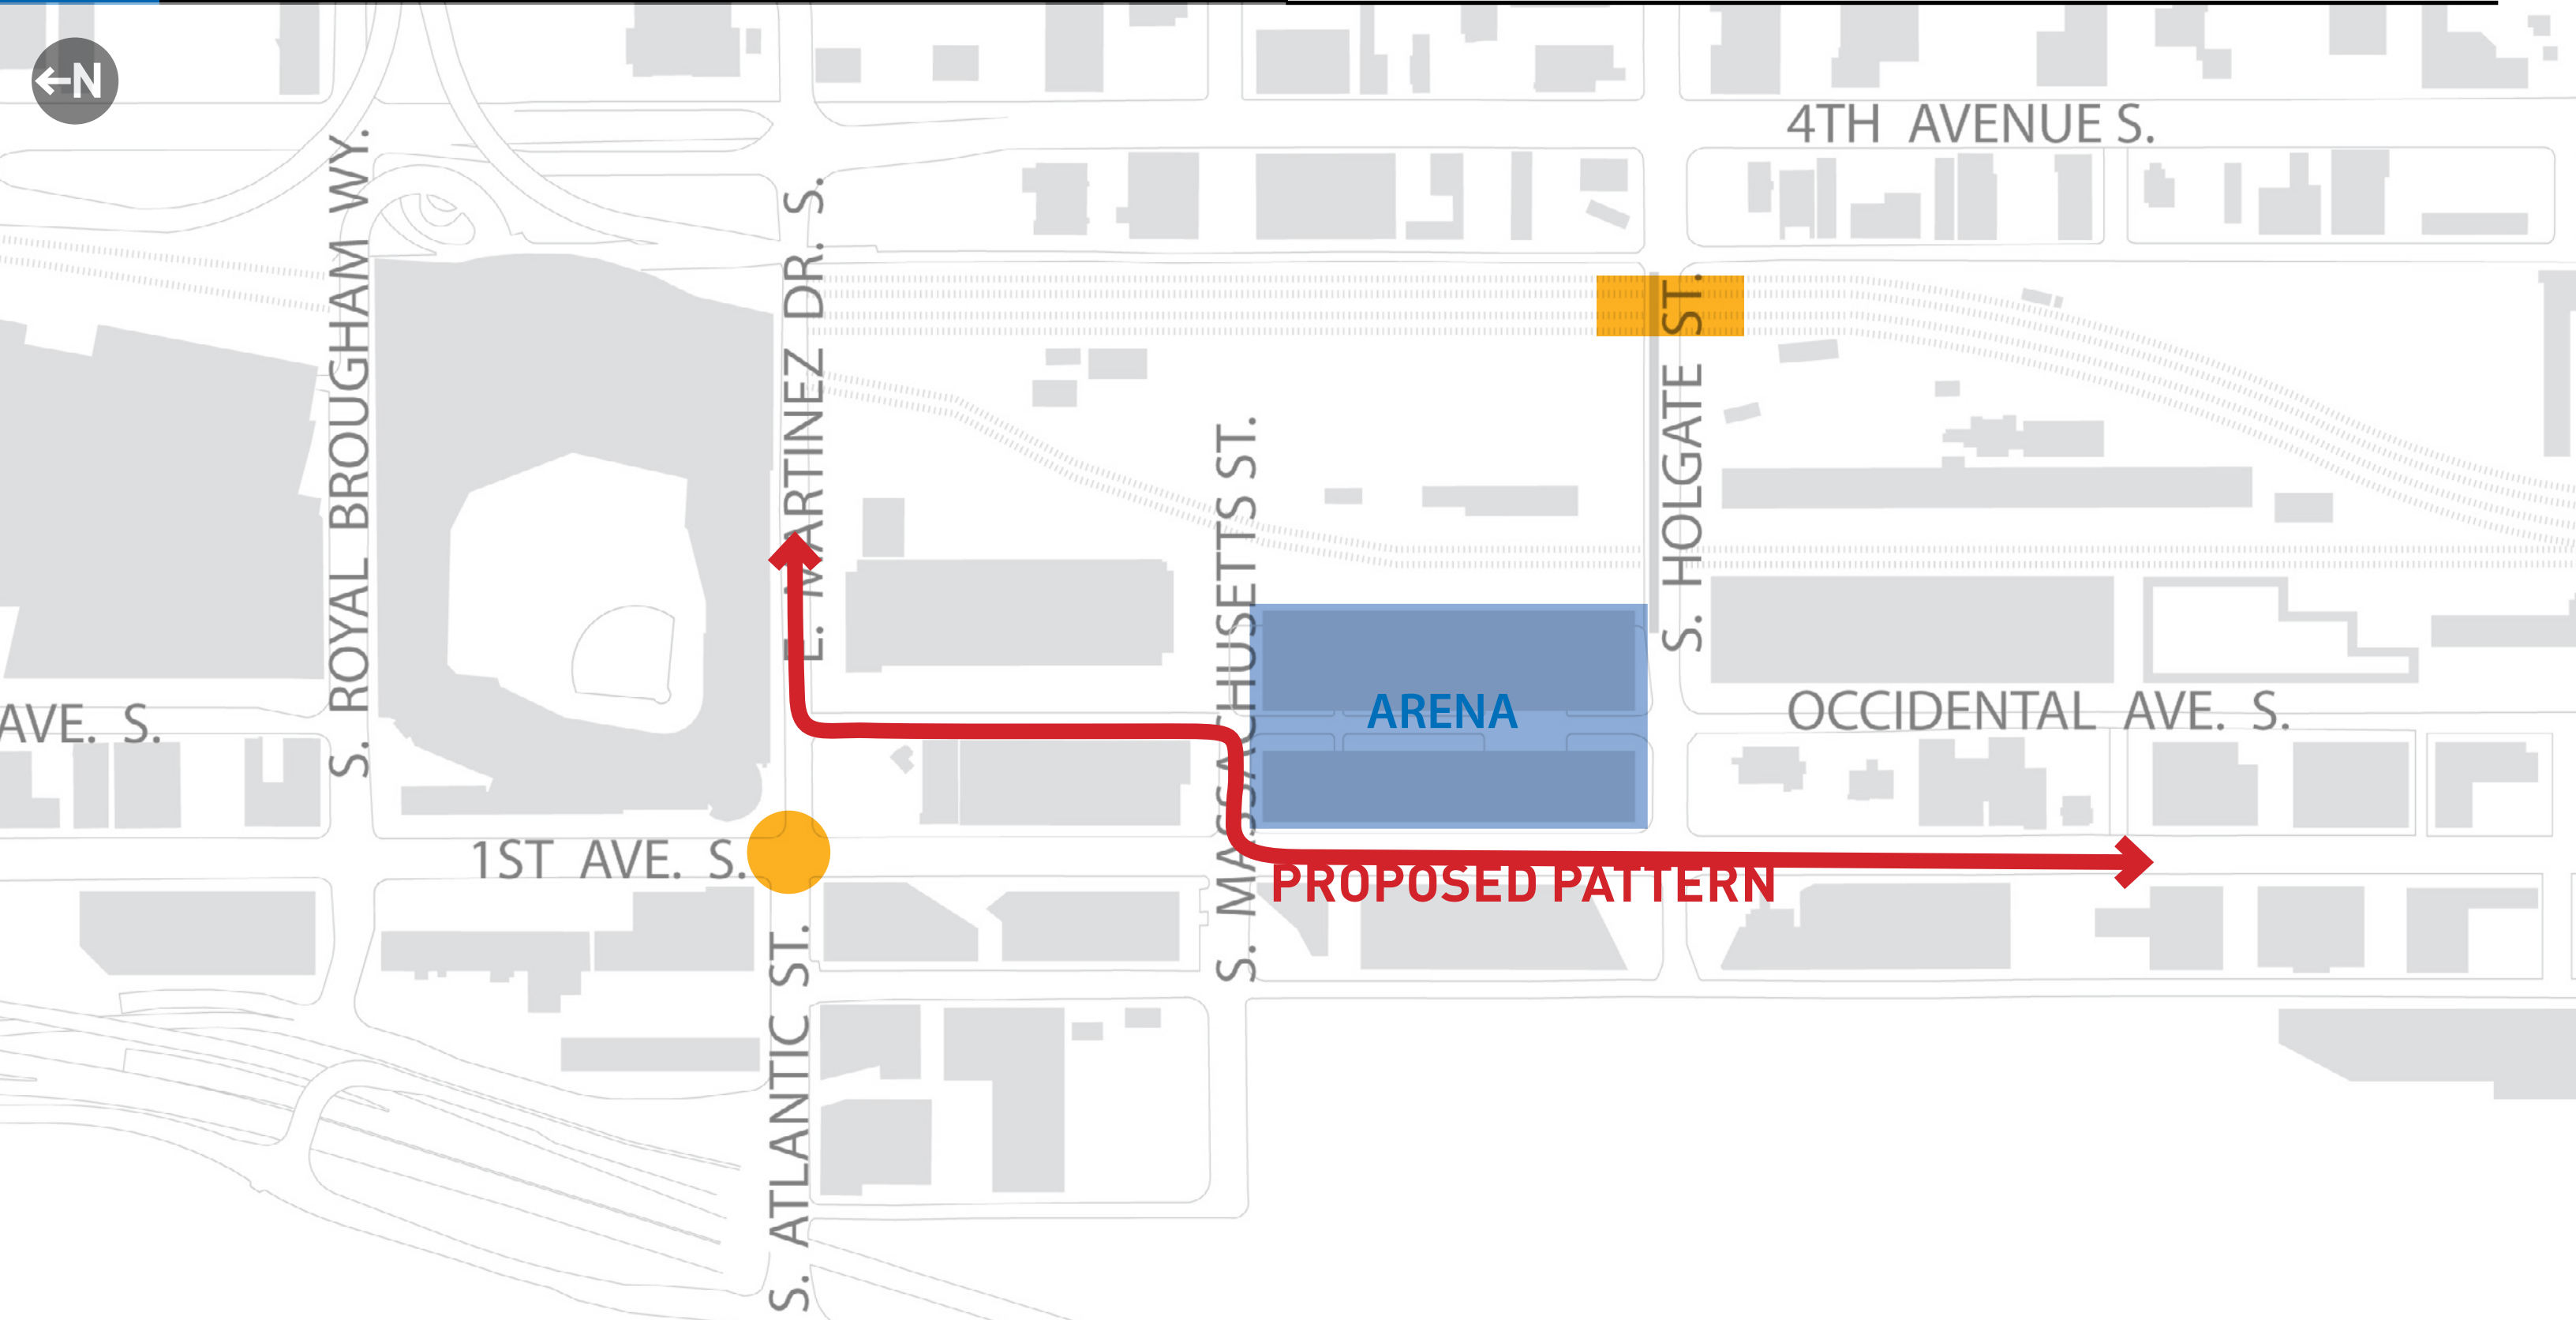 N
4TH AVENUE S.
S. ROYAL BROUGHAM WY.
E. MARTINEZ DR. S.
S. HOLGATE ST.
S. MASSACHUSETTS ST.
ARENA
AVE. S.
OCCIDENTAL AVE. S.
1ST AVE. S.
PROPOSED PATTERN
S. ATLANTIC ST.